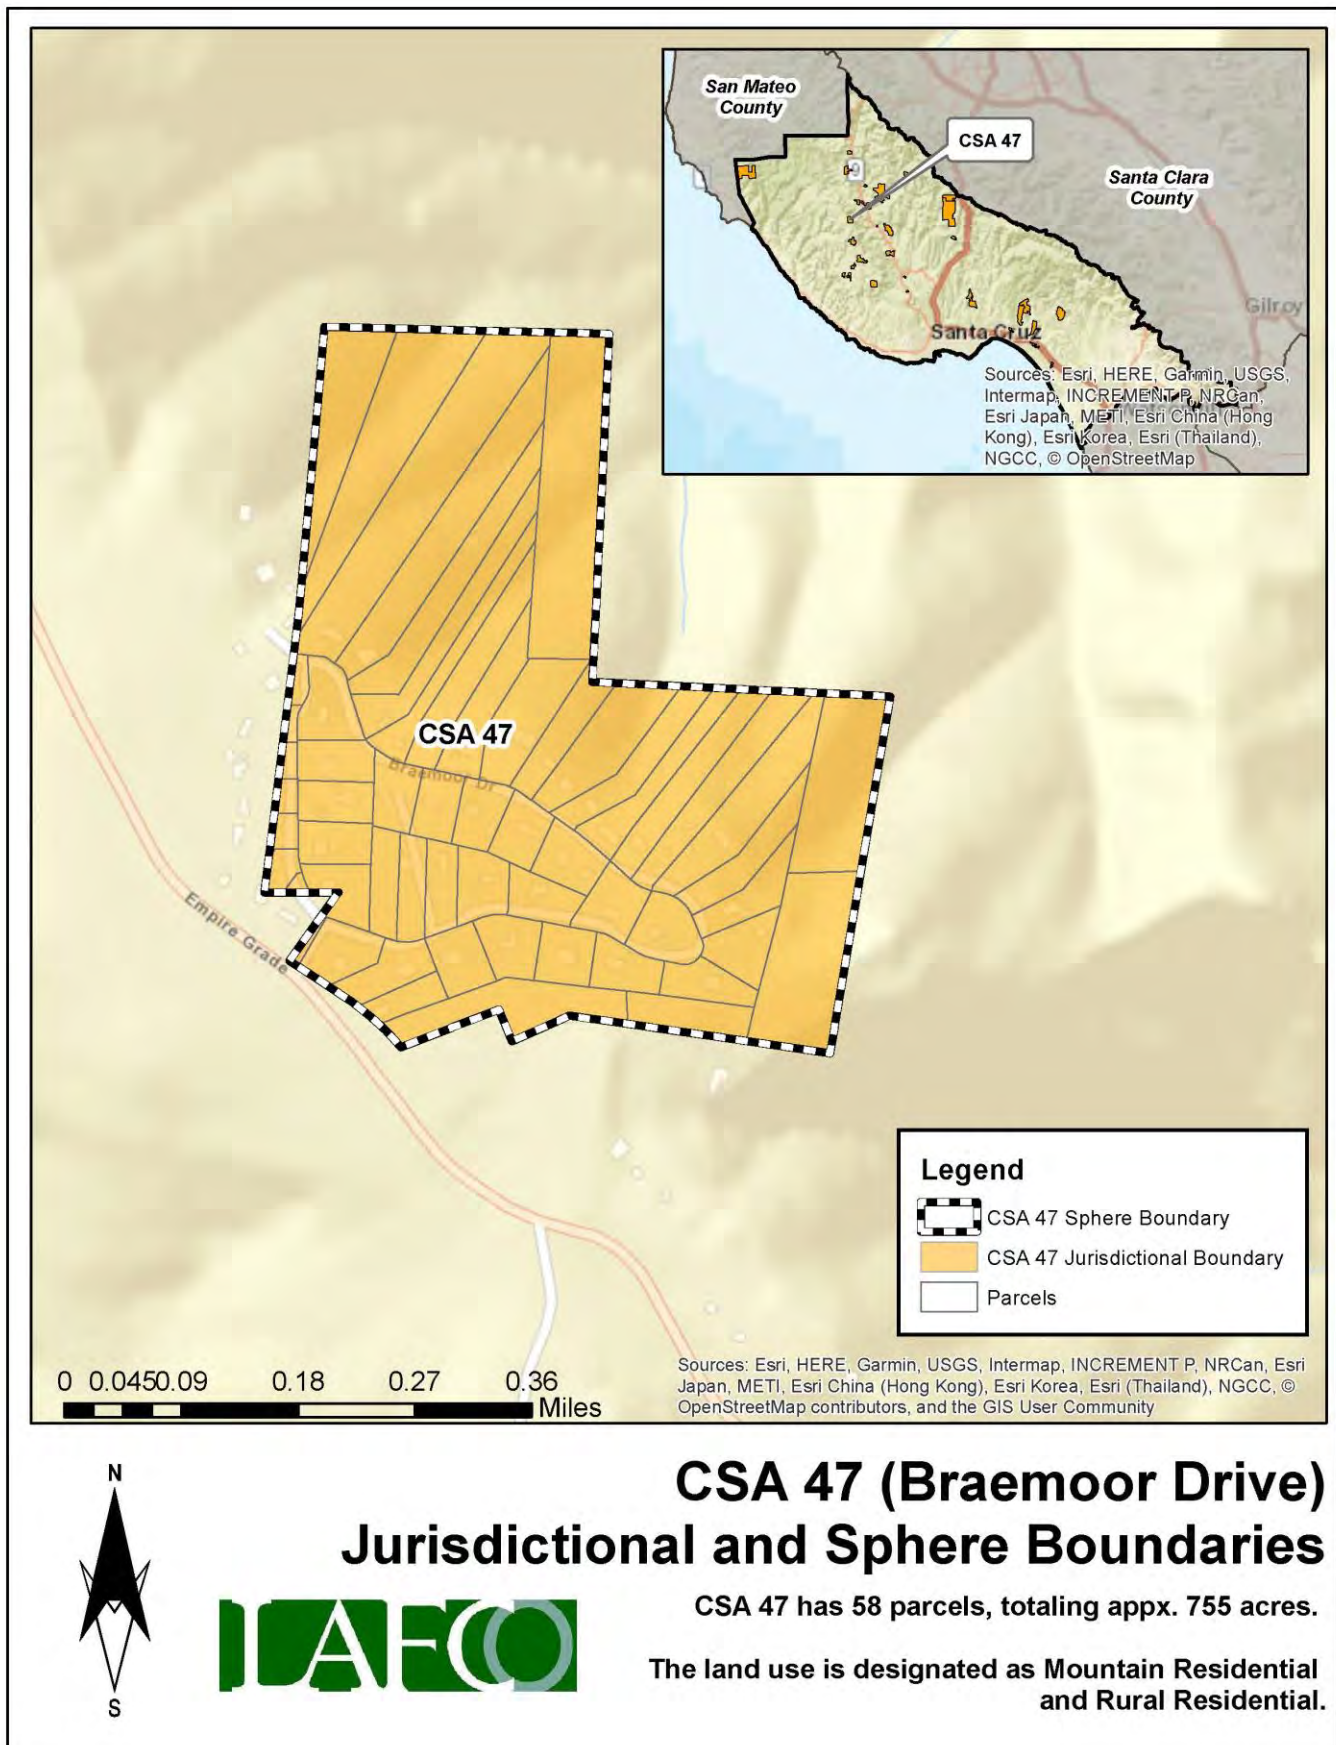 San Mateo
County
CSA 47
9
Santa Clara
County
Gilroy
Santa Cruz
Sources: Esri, HERE, Garmin, USGS,
Intermap, INCREMENT P, NRCan,
Esri Japan, METI, Esri China (Hong
Kong), Esri Korea, Esri (Thailand),
NGCC, © OpenStreetMap
CSA 47
Braemoor Dr
Empire Grade
Legend
CSA 47 Sphere Boundary
CSA 47 Jurisdictional Boundary
Parcels
0 0.045 0.09 0.18 0.27 0.36
Miles
Sources: Esri, HERE, Garmin, USGS, Intermap, INCREMENT P, NRCan, Esri
Japan, METI, Esri China (Hong Kong), Esri Korea, Esri (Thailand), NGCC, ©
OpenStreetMap contributors, and the GIS User Community
N
S
LAFCO
CSA 47 (Braemoor Drive)
Jurisdictional and Sphere Boundaries
CSA 47 has 58 parcels, totaling appx. 755 acres.
The land use is designated as Mountain Residential
and Rural Residential.